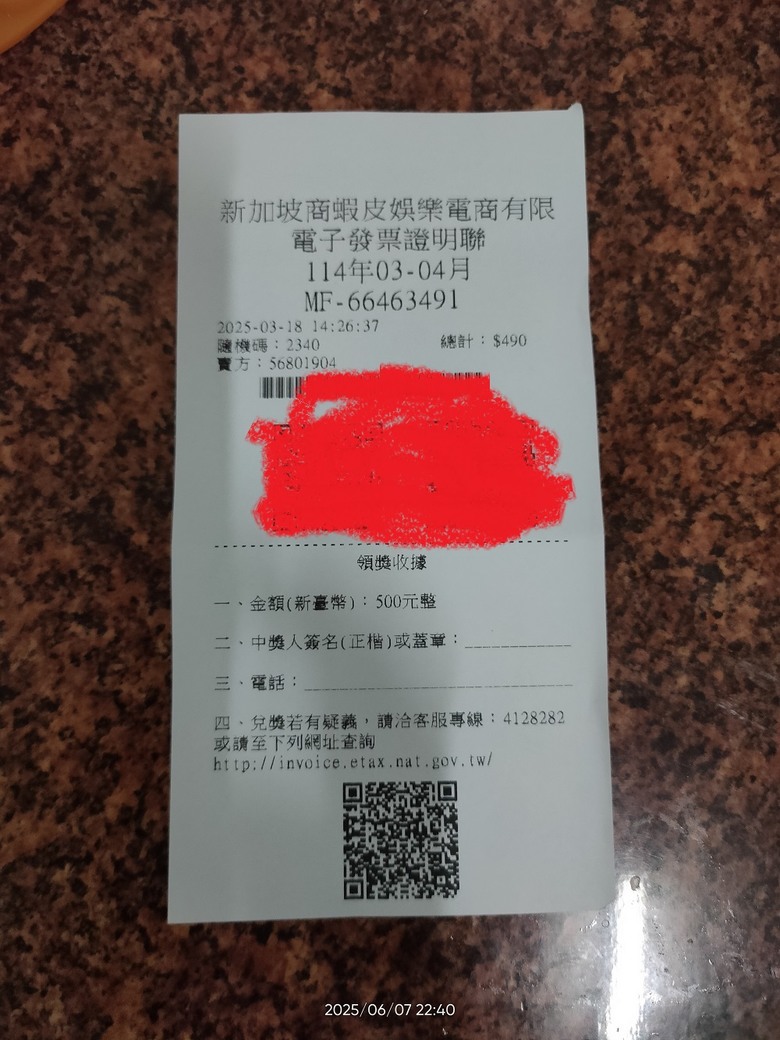 新加坡商蝦皮娛樂電商有限
電子發票證明聯
114年03-04月
MF-66463491
2025-03-18 14:26:37
隨機碼：2340 總計：$490
賣方：56801904
領獎收據
一、金額(新臺幣)：500元整
二、中獎人簽名(正楷)或蓋章：
三、電話：
四、兌獎若有疑義，請洽客服專線：4128282
或請至下列網址查詢
http://invoice.etax.nat.gov.tw/
2025/06/07 22:40